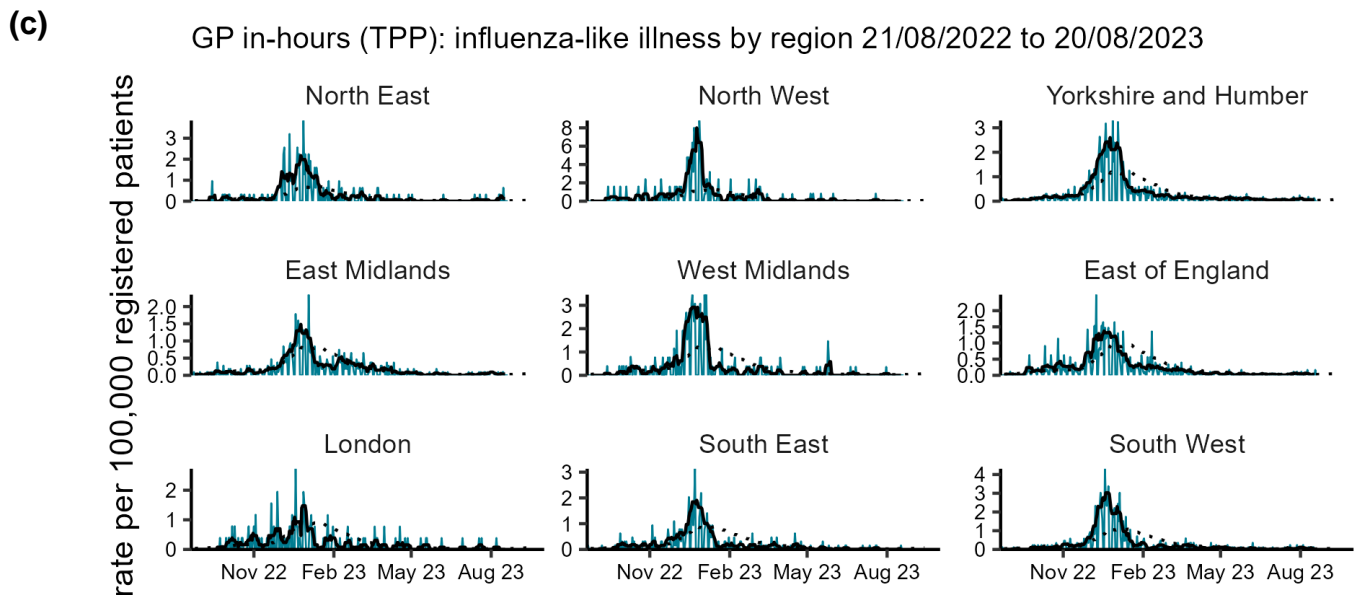 (c)
GP in-hours (TPP): influenza-like illness by region 21/08/2022 to 20/08/2023
rate per 100,000 registered patients
North East
3
2
1
0
North West
8
6
4
2
0
Yorkshire and Humber
3
2
1
0
East Midlands
2.0
1.5
1.0
0.5
0.0
West Midlands
3
2
1
0
East of England
2.0
1.5
1.0
0.5
0.0
London
2
1
0
Nov 22 Feb 23 May 23 Aug 23
South East
3
2
1
0
Nov 22 Feb 23 May 23 Aug 23
South West
4
3
2
1
0
Nov 22 Feb 23 May 23 Aug 23